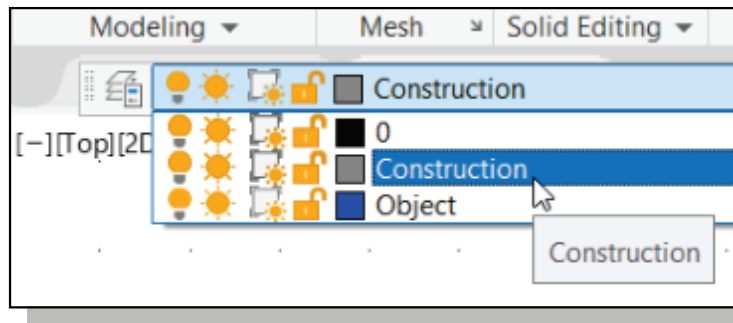 Modeling Mesh Solid Editing
Construction
0
[−][Top][2D
Construction
Object
Construction